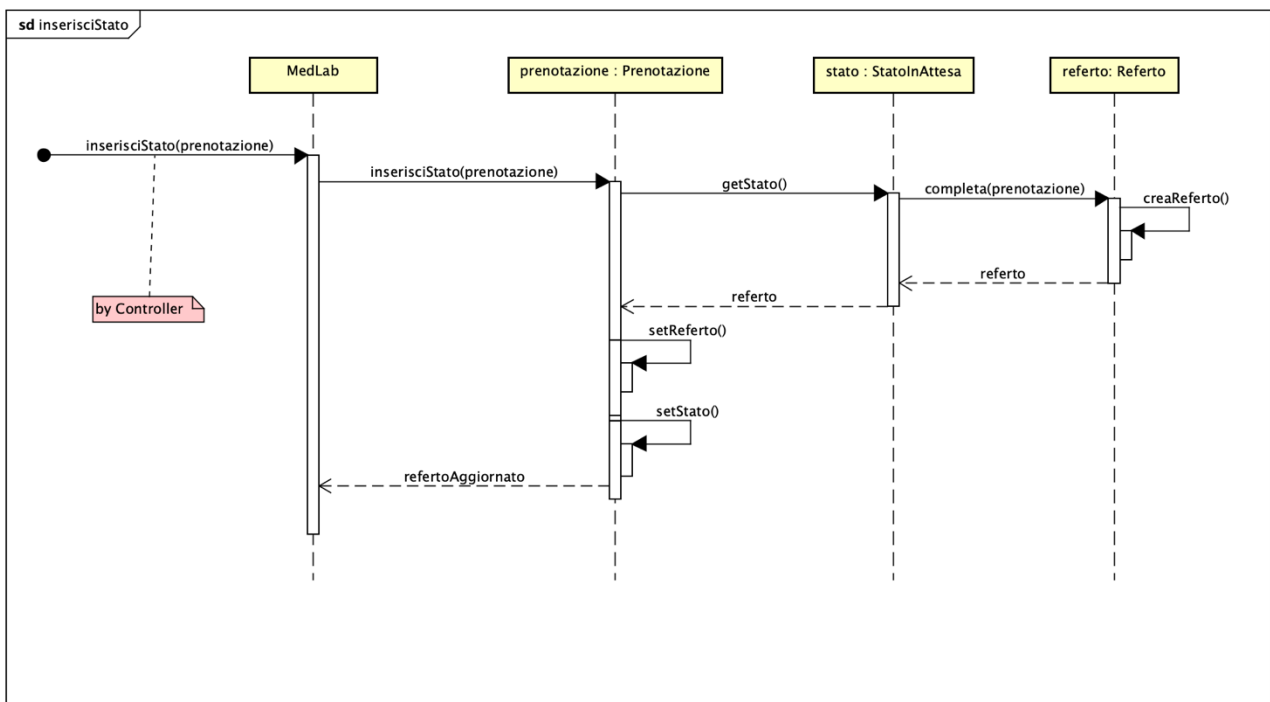 sd inserisciStato
MedLab
prenotazione : Prenotazione
stato : StatoInAttesa
referto: Referto
inserisciStato(prenotazione)
inserisciStato(prenotazione)
getStato()
completa(prenotazione)
creaReferto()
referto
referto
by Controller
setReferto()
setStato()
refertoAggiornato